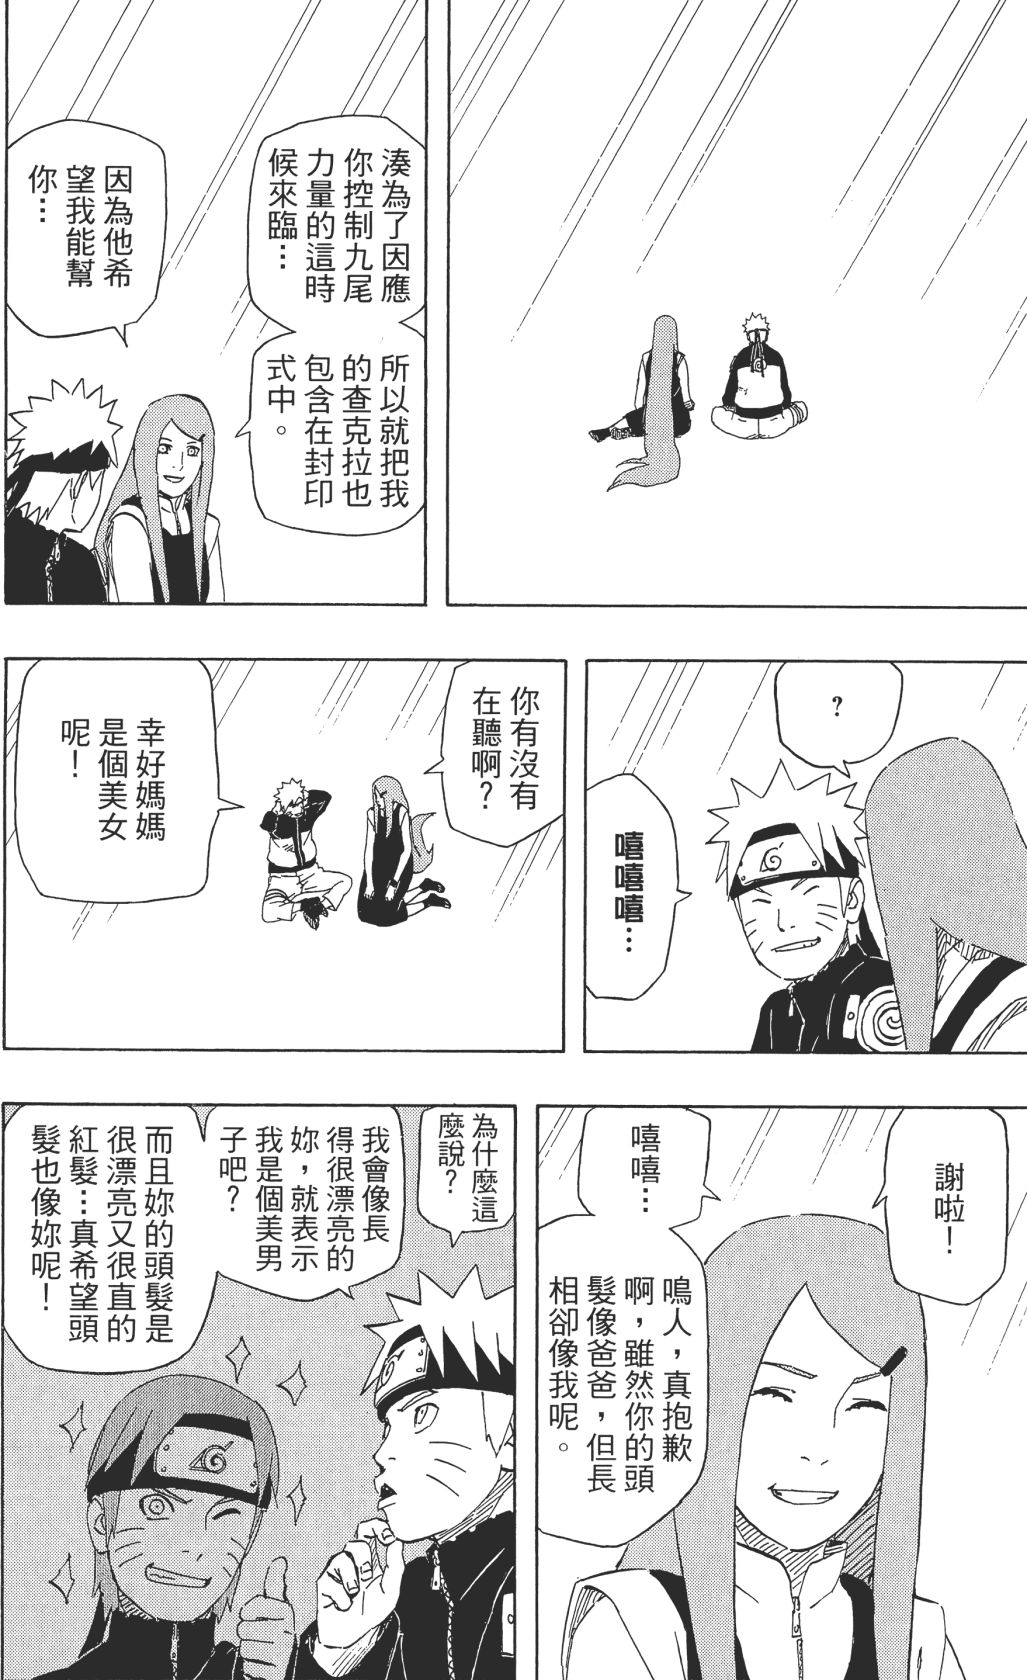 湊為了因應
你控制九尾
力量的這時
候來臨…
所以就把我
的查克拉也
包含在封印
式中。
因為他希
望我能幫
你…
？
嘻嘻嘻…
你有沒有
在聽啊？
幸好媽媽
是個美女
呢！
謝啦！
嘻嘻…
鳴人，真抱歉
啊，雖然你的頭
髮像爸爸，但長
相卻像我呢。
為什麼這
麼說？
我會像長
得很漂亮的
妳，就表示
我是個美男
子吧？
而且妳的頭髮是
很漂亮又很直的
紅髮…真希望頭
髮也像妳呢！